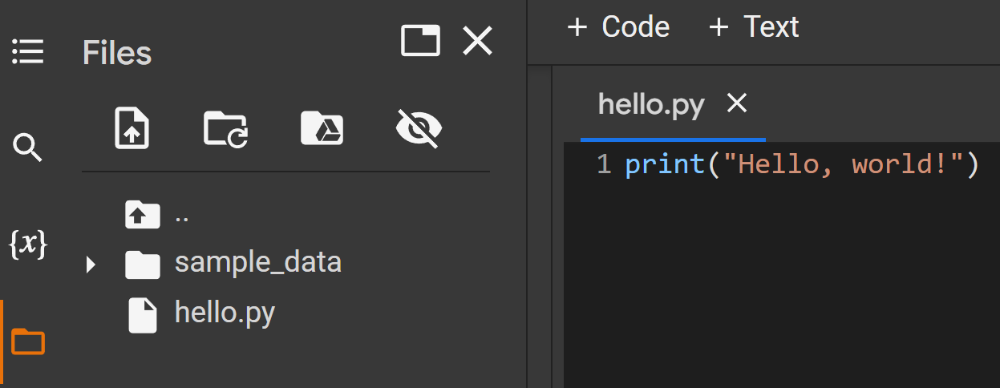 Files
+ Code + Text
hello.py
{x}
..
sample_data
hello.py
1 print("Hello, world!")